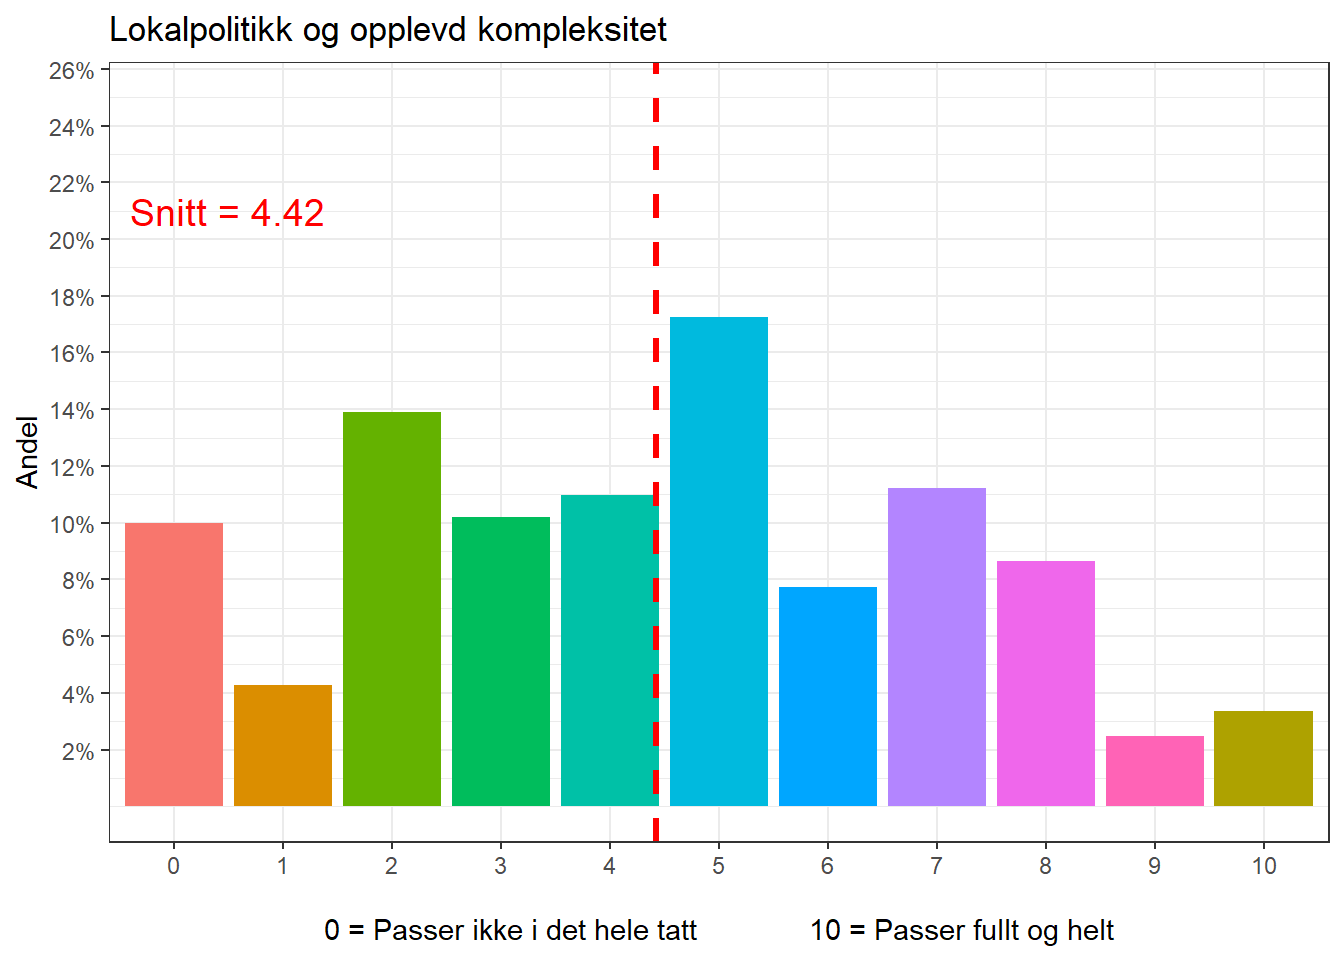 Lokalpolitikk og opplevd kompleksitet
26%
24%
22%
Snitt = 4.42
20%
18%
16%
14%
Andel
12%
10%
8%
6%
4%
2%
0 1 2 3 4 5 6 7 8 9 10
0 = Passer ikke i det hele tatt 10 = Passer fullt og helt